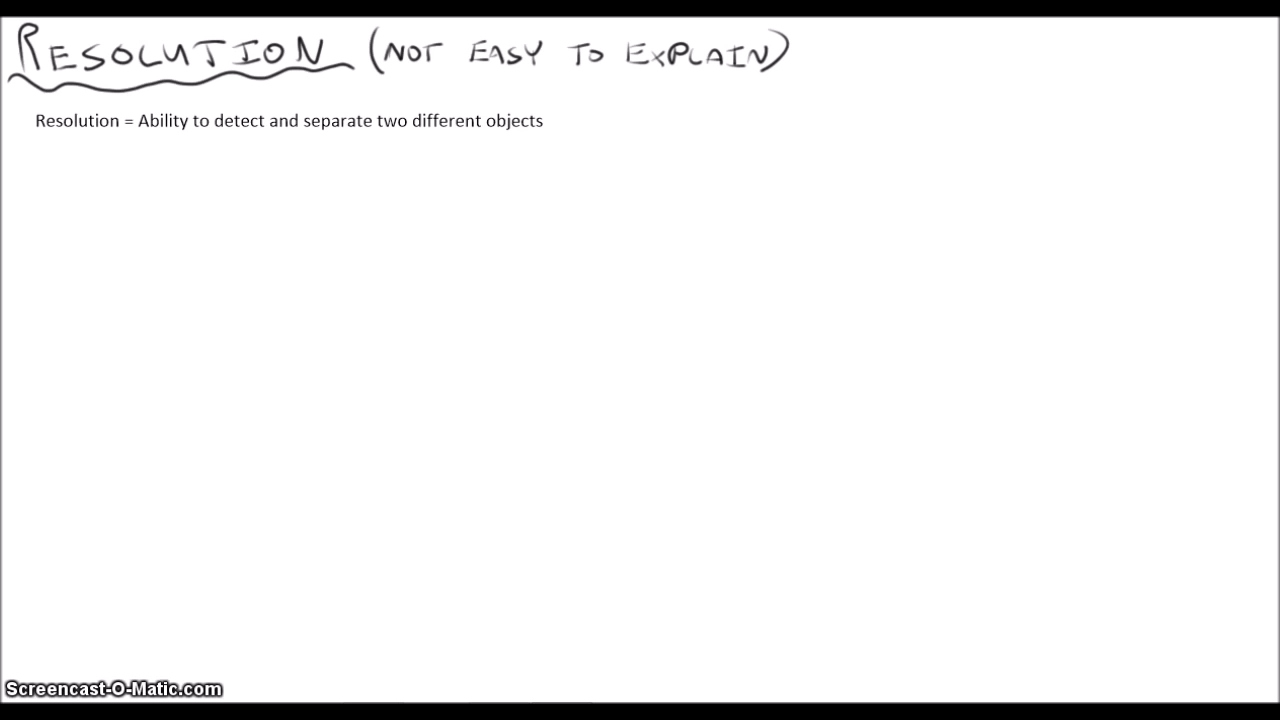 RESOLUTION (NOT EASY TO EXPLAIN)
Resolution = Ability to detect and separate two different objects
Screencast-O-Matic.com